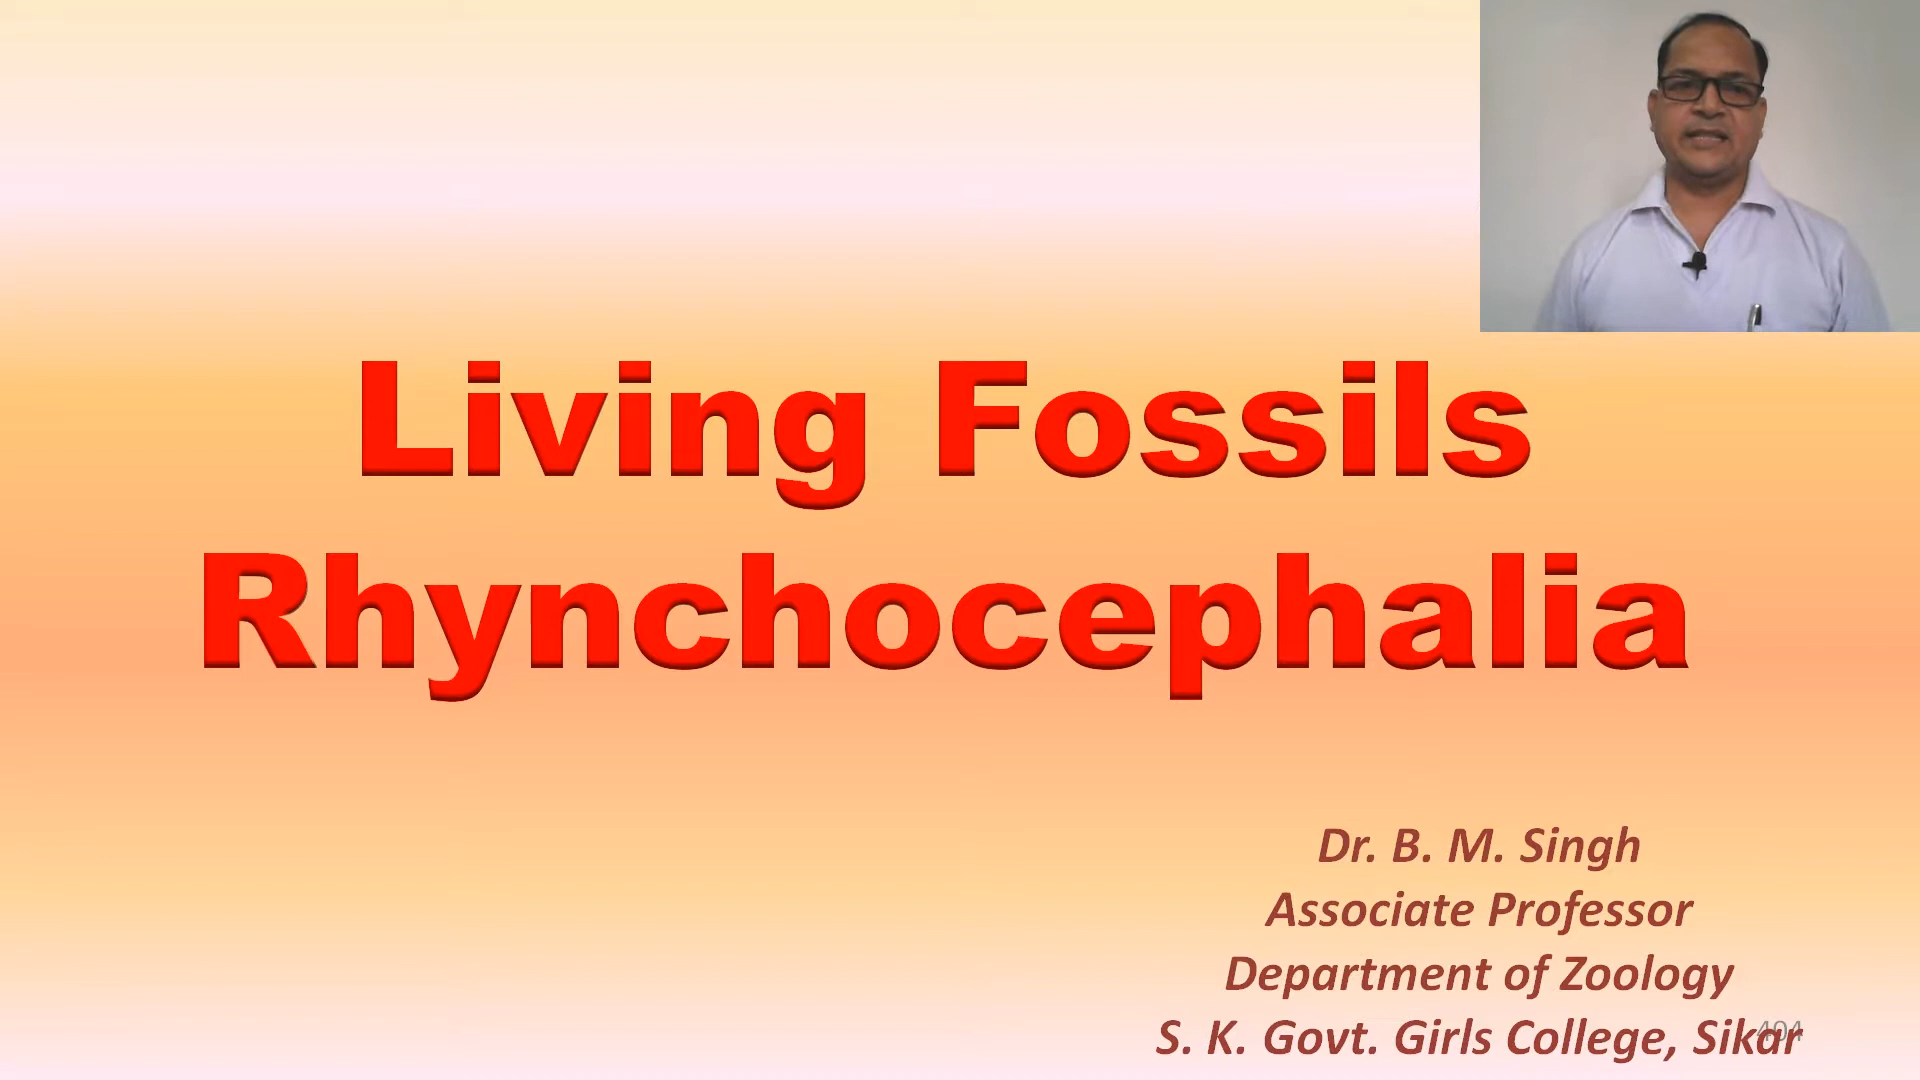 Living Fossils
Rhynchocephalia
Dr. B. M. Singh
Associate Professor
Department of Zoology
S. K. Govt. Girls College, Sikar